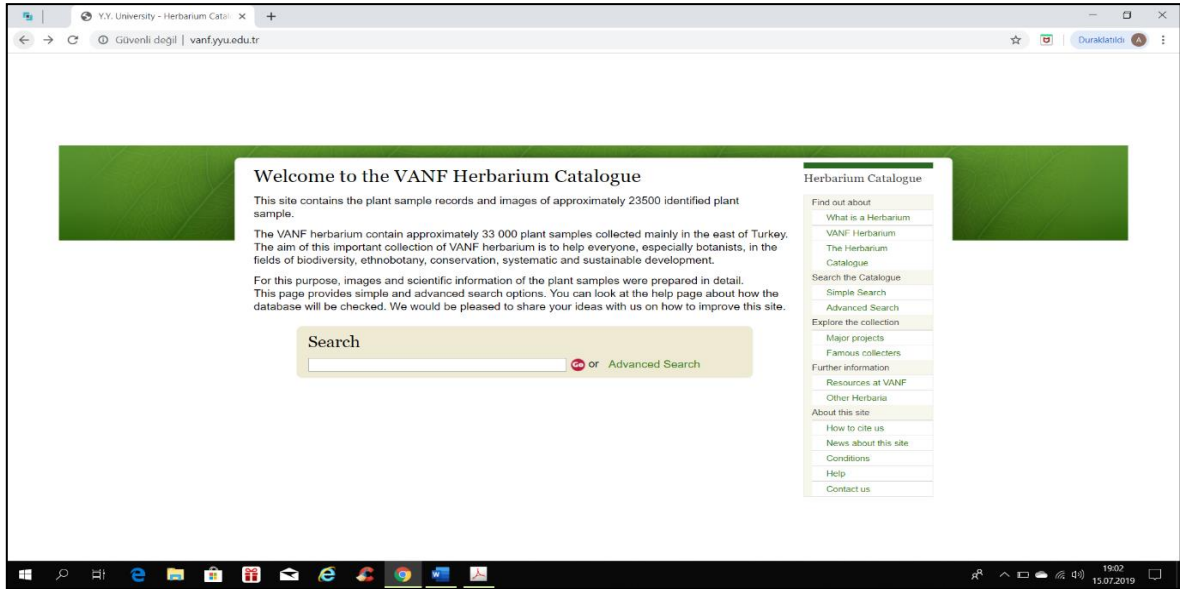 Y.Y. University - Herbarium Catal
Güvenli değil | vanf.yyu.edu.tr
Duraklatıldı A
Welcome to the VANF Herbarium Catalogue
This site contains the plant sample records and images of approximately 23500 identified plant
sample.
The VANF herbarium contain approximately 33 000 plant samples collected mainly in the east of Turkey.
The aim of this important collection of VANF herbarium is to help everyone, especially botanists, in the
fields of biodiversity, ethnobotany, conservation, systematic and sustainable development.
For this purpose, images and scientific information of the plant samples were prepared in detail.
This page provides simple and advanced search options. You can look at the help page about how the
database will be checked. We would be pleased to share your ideas with us on how to improve this site.
Search
Go or Advanced Search
Herbarium Catalogue
Find out about
What is a Herbarium
VANF Herbarium
The Herbarium
Catalogue
Search the Catalogue
Simple Search
Advanced Search
Explore the collection
Major projects
Famous collecters
Further information
Resources at VANF
Other Herbaria
About this site
How to cite us
News about this site
Conditions
Help
Contact us
19:02
15.07.2019